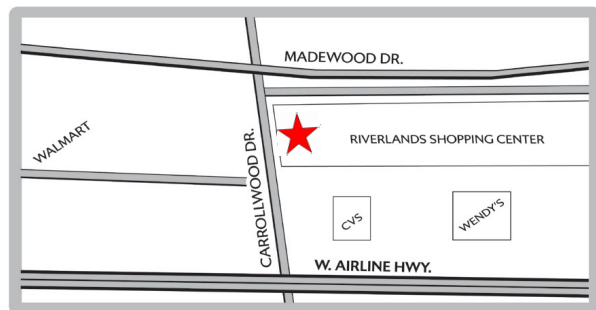 MADEWOOD DR.
WALMART
RIVERLANDS SHOPPING CENTER
CARROLLWOOD DR.
CVS
WENDY'S
W. AIRLINE HWY.